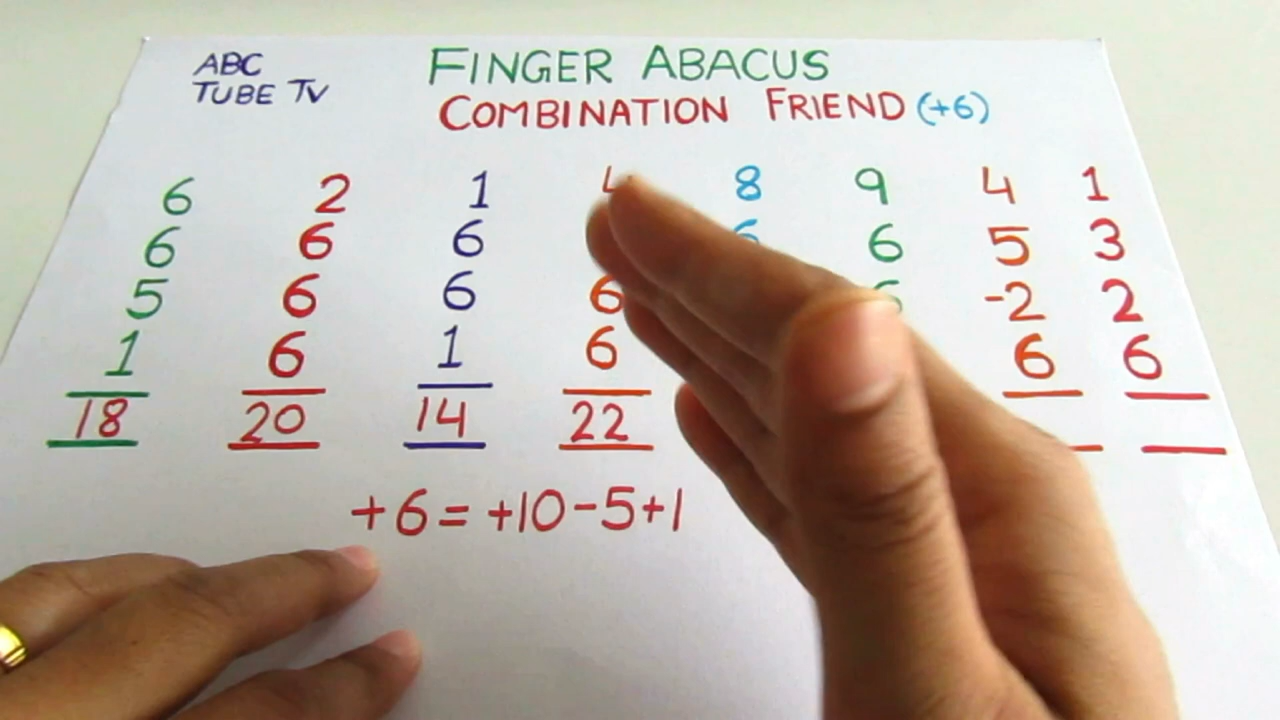 ABC
TUBE TV
FINGER ABACUS
COMBINATION FRIEND (+6)
6 2 1 4 8 9 4 1
6 6 6 6 6 5 3
5 6 6 6 -2 2
1 6 1 6 6 6
18 20 14 22
+6 = +10-5+1